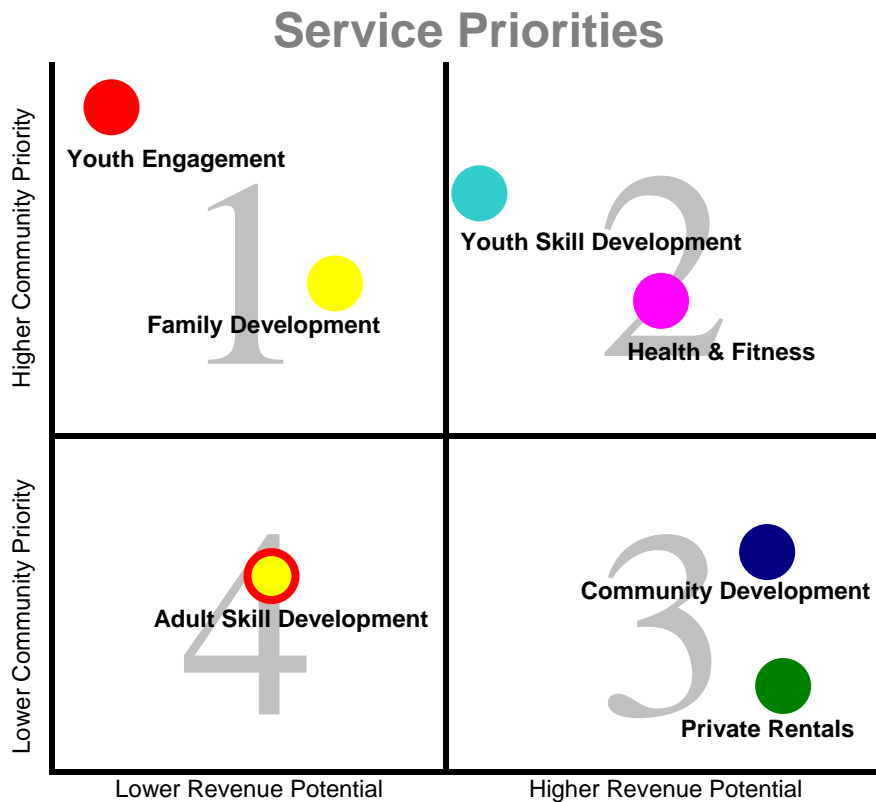 Service Priorities
Higher Community Priority
Youth Engagement
1
Family Development
Youth Skill Development
2
Health & Fitness
Lower Community Priority
4
Adult Skill Development
Community Development
3
Private Rentals
Lower Revenue Potential
Higher Revenue Potential